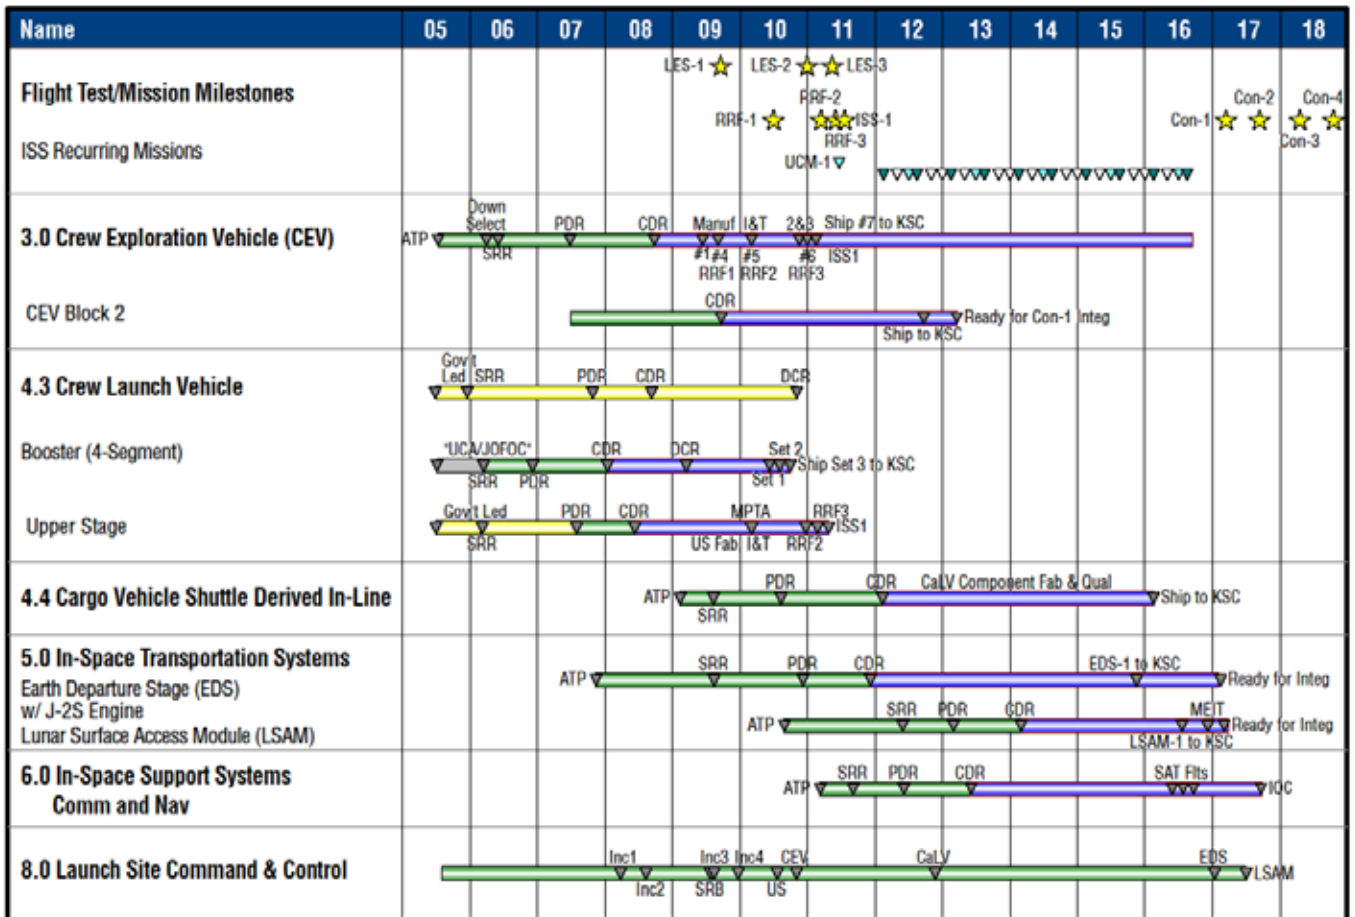 Name 05 06 07 08 09 10 11 12 13 14 15 16 17 18
LES-1 LES-2 LES-3
Flight Test/Mission Milestones
RRF-2 Con-2 Con-4
RRF-1 ISS-1 Con-1
RRF-3 Con-3
ISS Recurring Missions
UCM-1
Down
Select PDR CDR Manuf I&T 2&3 Ship #7 to KSC
3.0 Crew Exploration Vehicle (CEV) ATP
SRR #1 #4 #5 #6 ISS1
RRF1 RRF2 RRF3
CDR
CEV Block 2 Ready for Con-1 Integ
Ship to KSC
Gov't
Led SRR PDR CDR DCR
4.3 Crew Launch Vehicle
"UCA/JOFOC" CDR DCR Set 2
Booster (4-Segment) Ship Set 3 to KSC
SRR PDR Set 1
Gov't Led PDR CDR MPTA RRF3
Upper Stage ISS1
SRR US Fab I&T RRF2
PDR CDR CaLV Component Fab & Qual
4.4 Cargo Vehicle Shuttle Derived In-Line ATP Ship to KSC
SRR
5.0 In-Space Transportation Systems SRR PDR CDR EDS-1 to KSC
Earth Departure Stage (EDS) ATP Ready for Integ
w/ J-2S Engine SRR PDR CDR MEIT
Lunar Surface Access Module (LSAM) ATP Ready for Integ
LSAM-1 to KSC
6.0 In-Space Support Systems SRR PDR CDR SAT Flts
Comm and Nav ATP IOC
Inc1 Inc3 Inc4 CEV CaLV EDS
8.0 Launch Site Command & Control LSAM
Inc2 SRB US